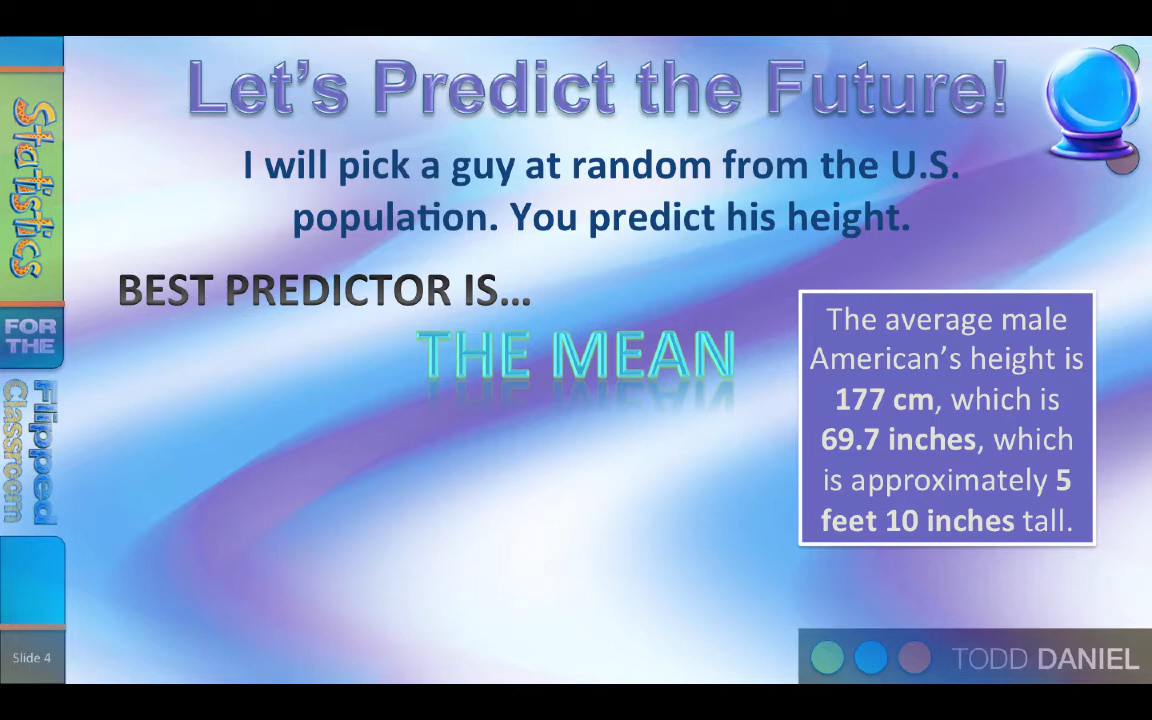 Let's Predict the Future!
I will pick a guy at random from the U.S.
population. You predict his height.
BEST PREDICTOR IS...
THE MEAN
The average male
American's height is
177 cm, which is
69.7 inches, which
is approximately 5
feet 10 inches tall.
Statistics
FOR
THE
Flipped
Classroom
Slide 4
TODD DANIEL